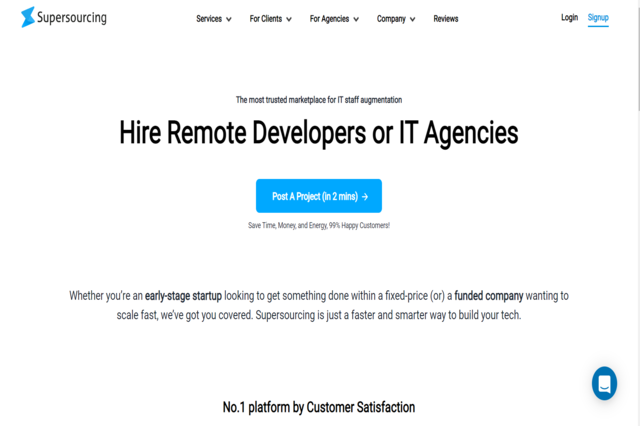 Supersourcing
Services For Clients For Agencies Company Reviews
Login Signup
The most trusted marketplace for IT staff augmentation
Hire Remote Developers or IT Agencies
Post A Project (in 2 mins) →
Save Time, Money, and Energy, 99% Happy Customers!
Whether you're an early-stage startup looking to get something done within a fixed-price (or) a funded company wanting to
scale fast, we've got you covered. Supersourcing is just a faster and smarter way to build your tech.
No.1 platform by Customer Satisfaction